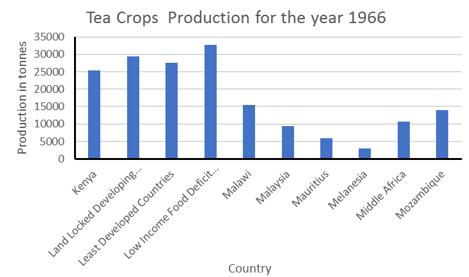 Tea Crops Production for the year 1966
Production in tonnes
35000
30000
25000
20000
15000
10000
5000
0
Kenya
Land Locked Developing...
Least Developed Countries
Low Income Food Deficit...
Malawi
Malaysia
Mauritius
Melanesia
Middle Africa
Mozambique
Country